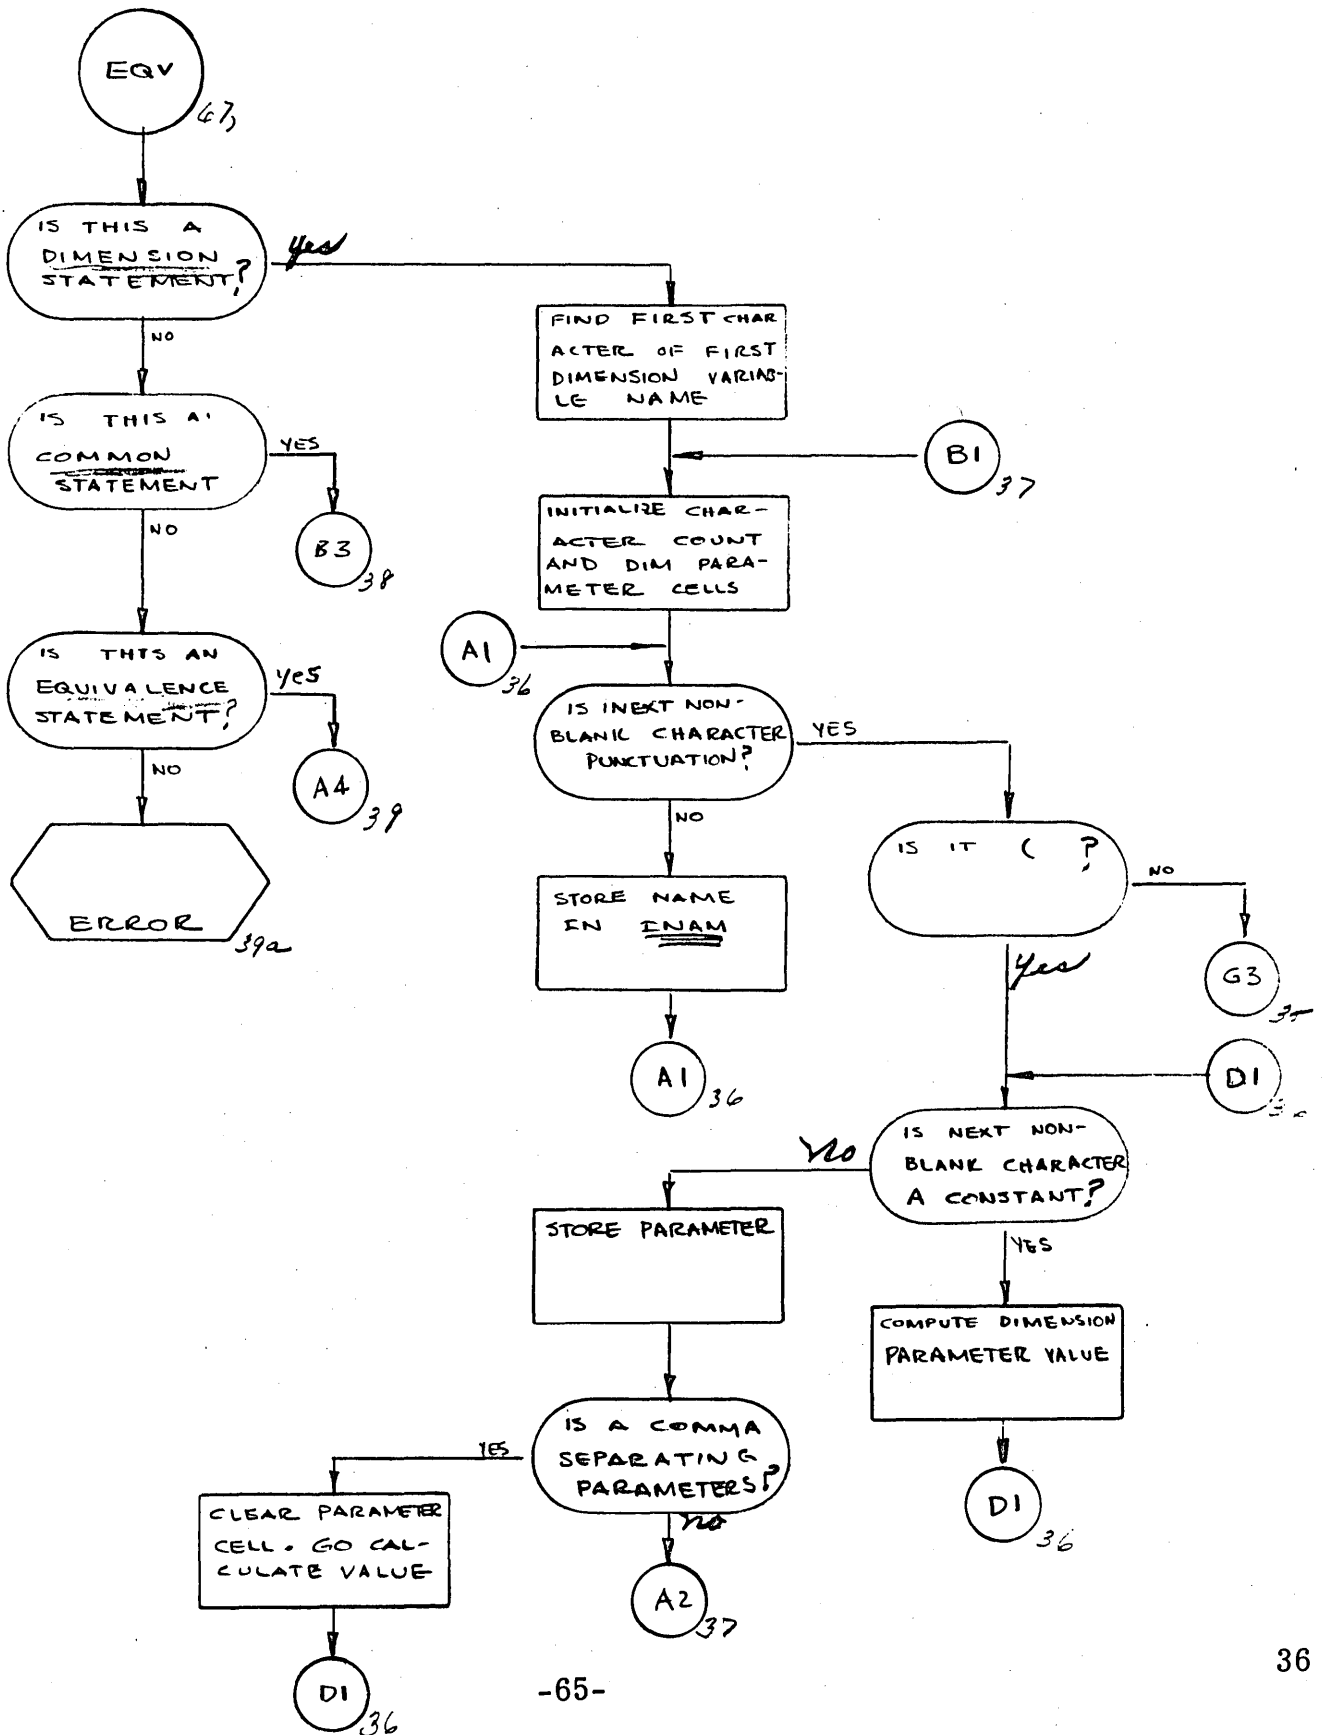 EQV
IS THIS A
DIMENSION
STATEMENT?
Yes
NO
IS THIS A
COMMON
STATEMENT
YES
NO
B3
38
IS THIS AN
EQUIVALENCE
STATEMENT?
yes
NO
A4
39
ERROR
39a
FIND FIRST CHAR
ACTER OF FIRST
DIMENSION VARIAB-
LE NAME
B1
37
INITIALIZE CHAR-
ACTER COUNT
AND DIM PARA-
METER CELLS
A1
36
IS NEXT NON-
BLANK CHARACTER
PUNCTUATION?
YES
NO
STORE NAME
IN INAM
A1
36
IS IT ( ?
NO
Yes
G3
D1
IS NEXT NON-
BLANK CHARACTER
A CONSTANT?
No
YES
STORE PARAMETER
COMPUTE DIMENSION
PARAMETER VALUE
D1
36
IS A COMMA
SEPARATING
PARAMETERS?
YES
no
CLEAR PARAMETER
CELL. GO CAL-
CULATE VALUE
A2
37
D1
36
-65-
36